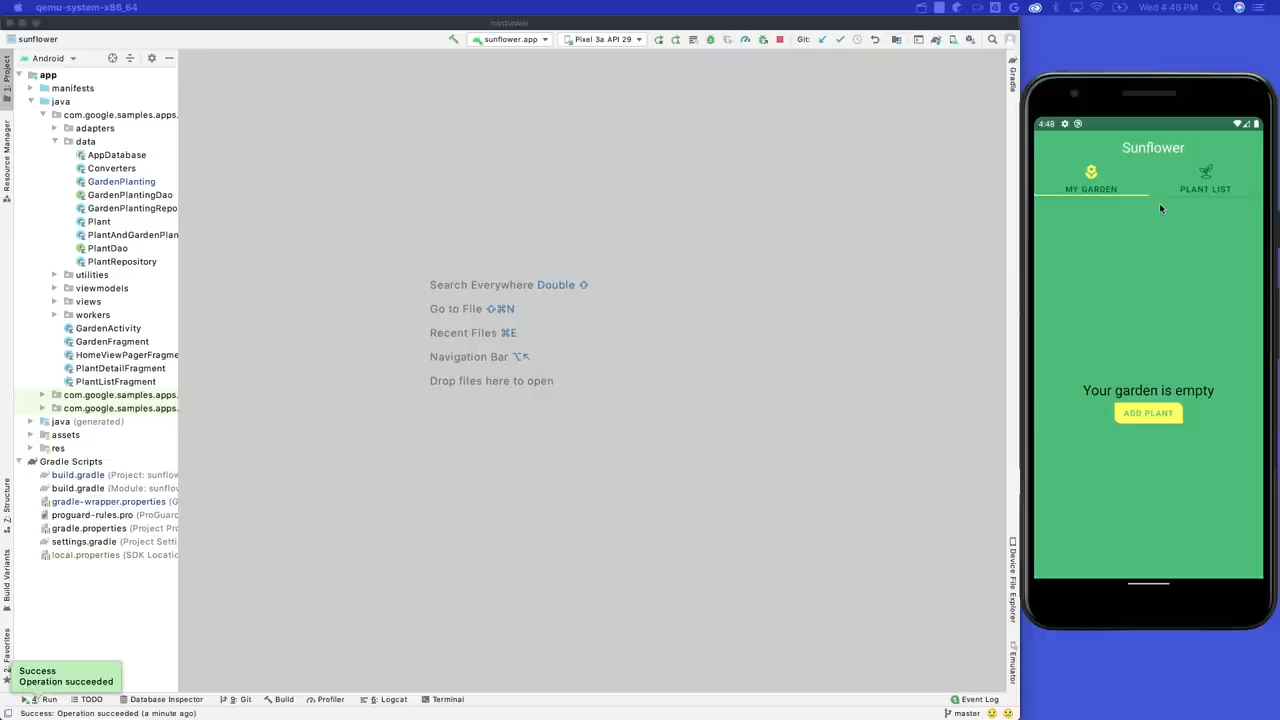 qemu-system-x86_64
Wed 4:48 PM
sunflower
sunflower
sunflower.app
Pixel 3a API 29
Git:
Android
1: Project
Resource Manager
Z: Structure
Build Variants
2: Favorites
app
manifests
java
com.google.samples.apps.
adapters
data
AppDatabase
Converters
GardenPlanting
GardenPlantingDao
GardenPlantingRepo
Plant
PlantAndGardenPlan
PlantDao
PlantRepository
utilities
viewmodels
views
workers
GardenActivity
GardenFragment
HomeViewPagerFragme
PlantDetailFragment
PlantListFragment
com.google.samples.apps.
com.google.samples.apps.
java (generated)
assets
res
Gradle Scripts
build.gradle (Project: sunflow
build.gradle (Module: sunflow
gradle-wrapper.properties (G
proguard-rules.pro (ProGuar
gradle.properties (Project Pro
settings.gradle (Project Setti
local.properties (SDK Locatio
Search Everywhere Double ⇧
Go to File ⇧⌘N
Recent Files ⌘E
Navigation Bar ⌥↖
Drop files here to open
Gradle
Device File Explorer
Emulator
4:48
Sunflower
MY GARDEN
PLANT LIST
Your garden is empty
ADD PLANT
Success
Operation succeeded
4: Run
TODO
Database Inspector
9: Git
Build
Profiler
6: Logcat
Terminal
Event Log
Success: Operation succeeded (a minute ago)
master